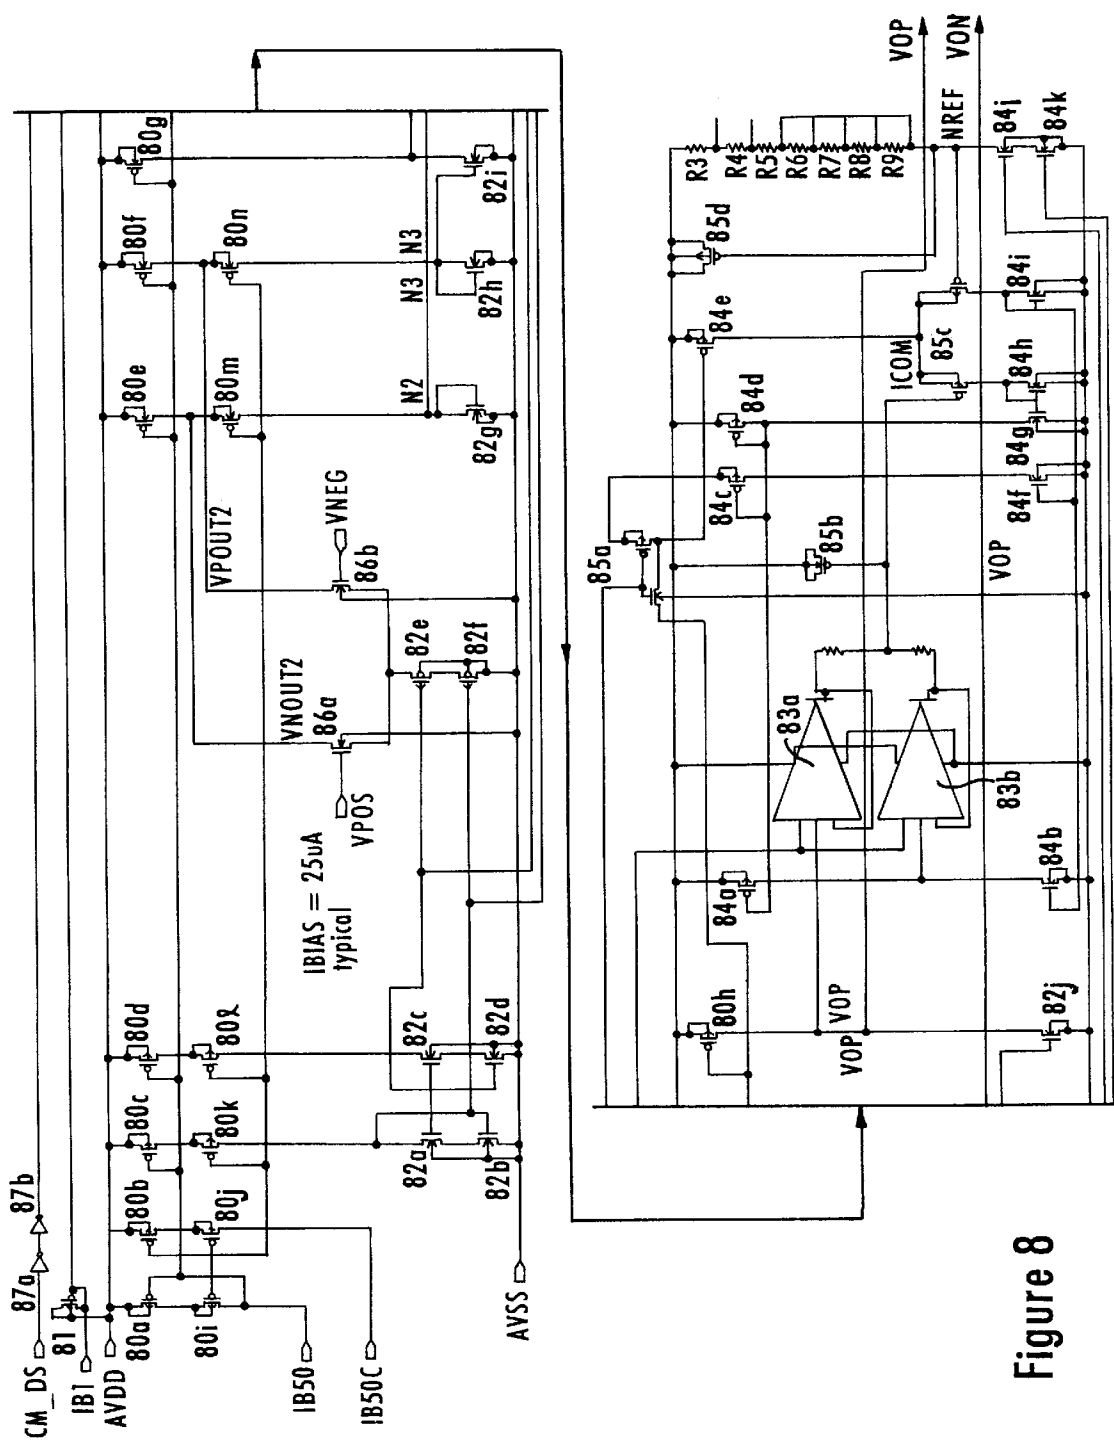 CM_DS
87a
87b
81
IB1
AVDD
80a
80b
80c
80d
80e
80f
80g
80i
80j
80k
80ℓ
80m
80n
IB50
IB50C
VPOUT2
VNOUT2
N2
N3
N3
IBIAS = 25uA
typical
VPOS
86a
VNEG
86b
82a
82b
82c
82d
82e
82f
82g
82h
82i
AVSS
80h
VOP
VOP
82j
84a
84b
83a
83b
85a
85b
84c
84d
84e
85d
VOP
84f
84g
84h
84i
ICOM
85c
R3
R4
R5
R6
R7
R8
R9
NREF
84j
84k
VOP
VON
Figure 8